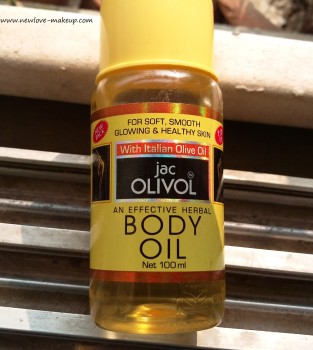 www.newlove-makeup.com
FOR SOFT, SMOOTH
GLOWING & HEALTHY SKIN
With Italian Olive Oil
jac
OLIVOL
AN EFFECTIVE HERBAL
BODY
OIL
Net 100 ml